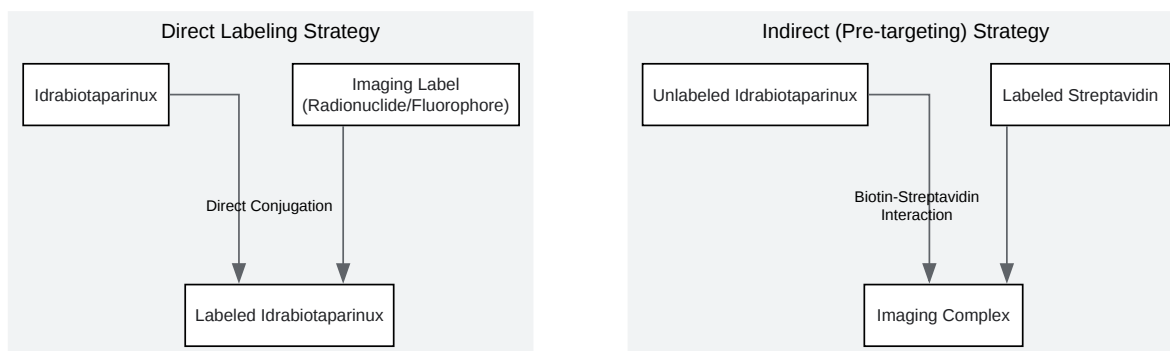 Direct Labeling Strategy
Idrabiotaparinux
Imaging Label
(Radionuclide/Fluorophore)
Direct Conjugation
Labeled Idrabiotaparinux
Indirect (Pre-targeting) Strategy
Unlabeled Idrabiotaparinux
Labeled Streptavidin
Biotin-Streptavidin
Interaction
Imaging Complex